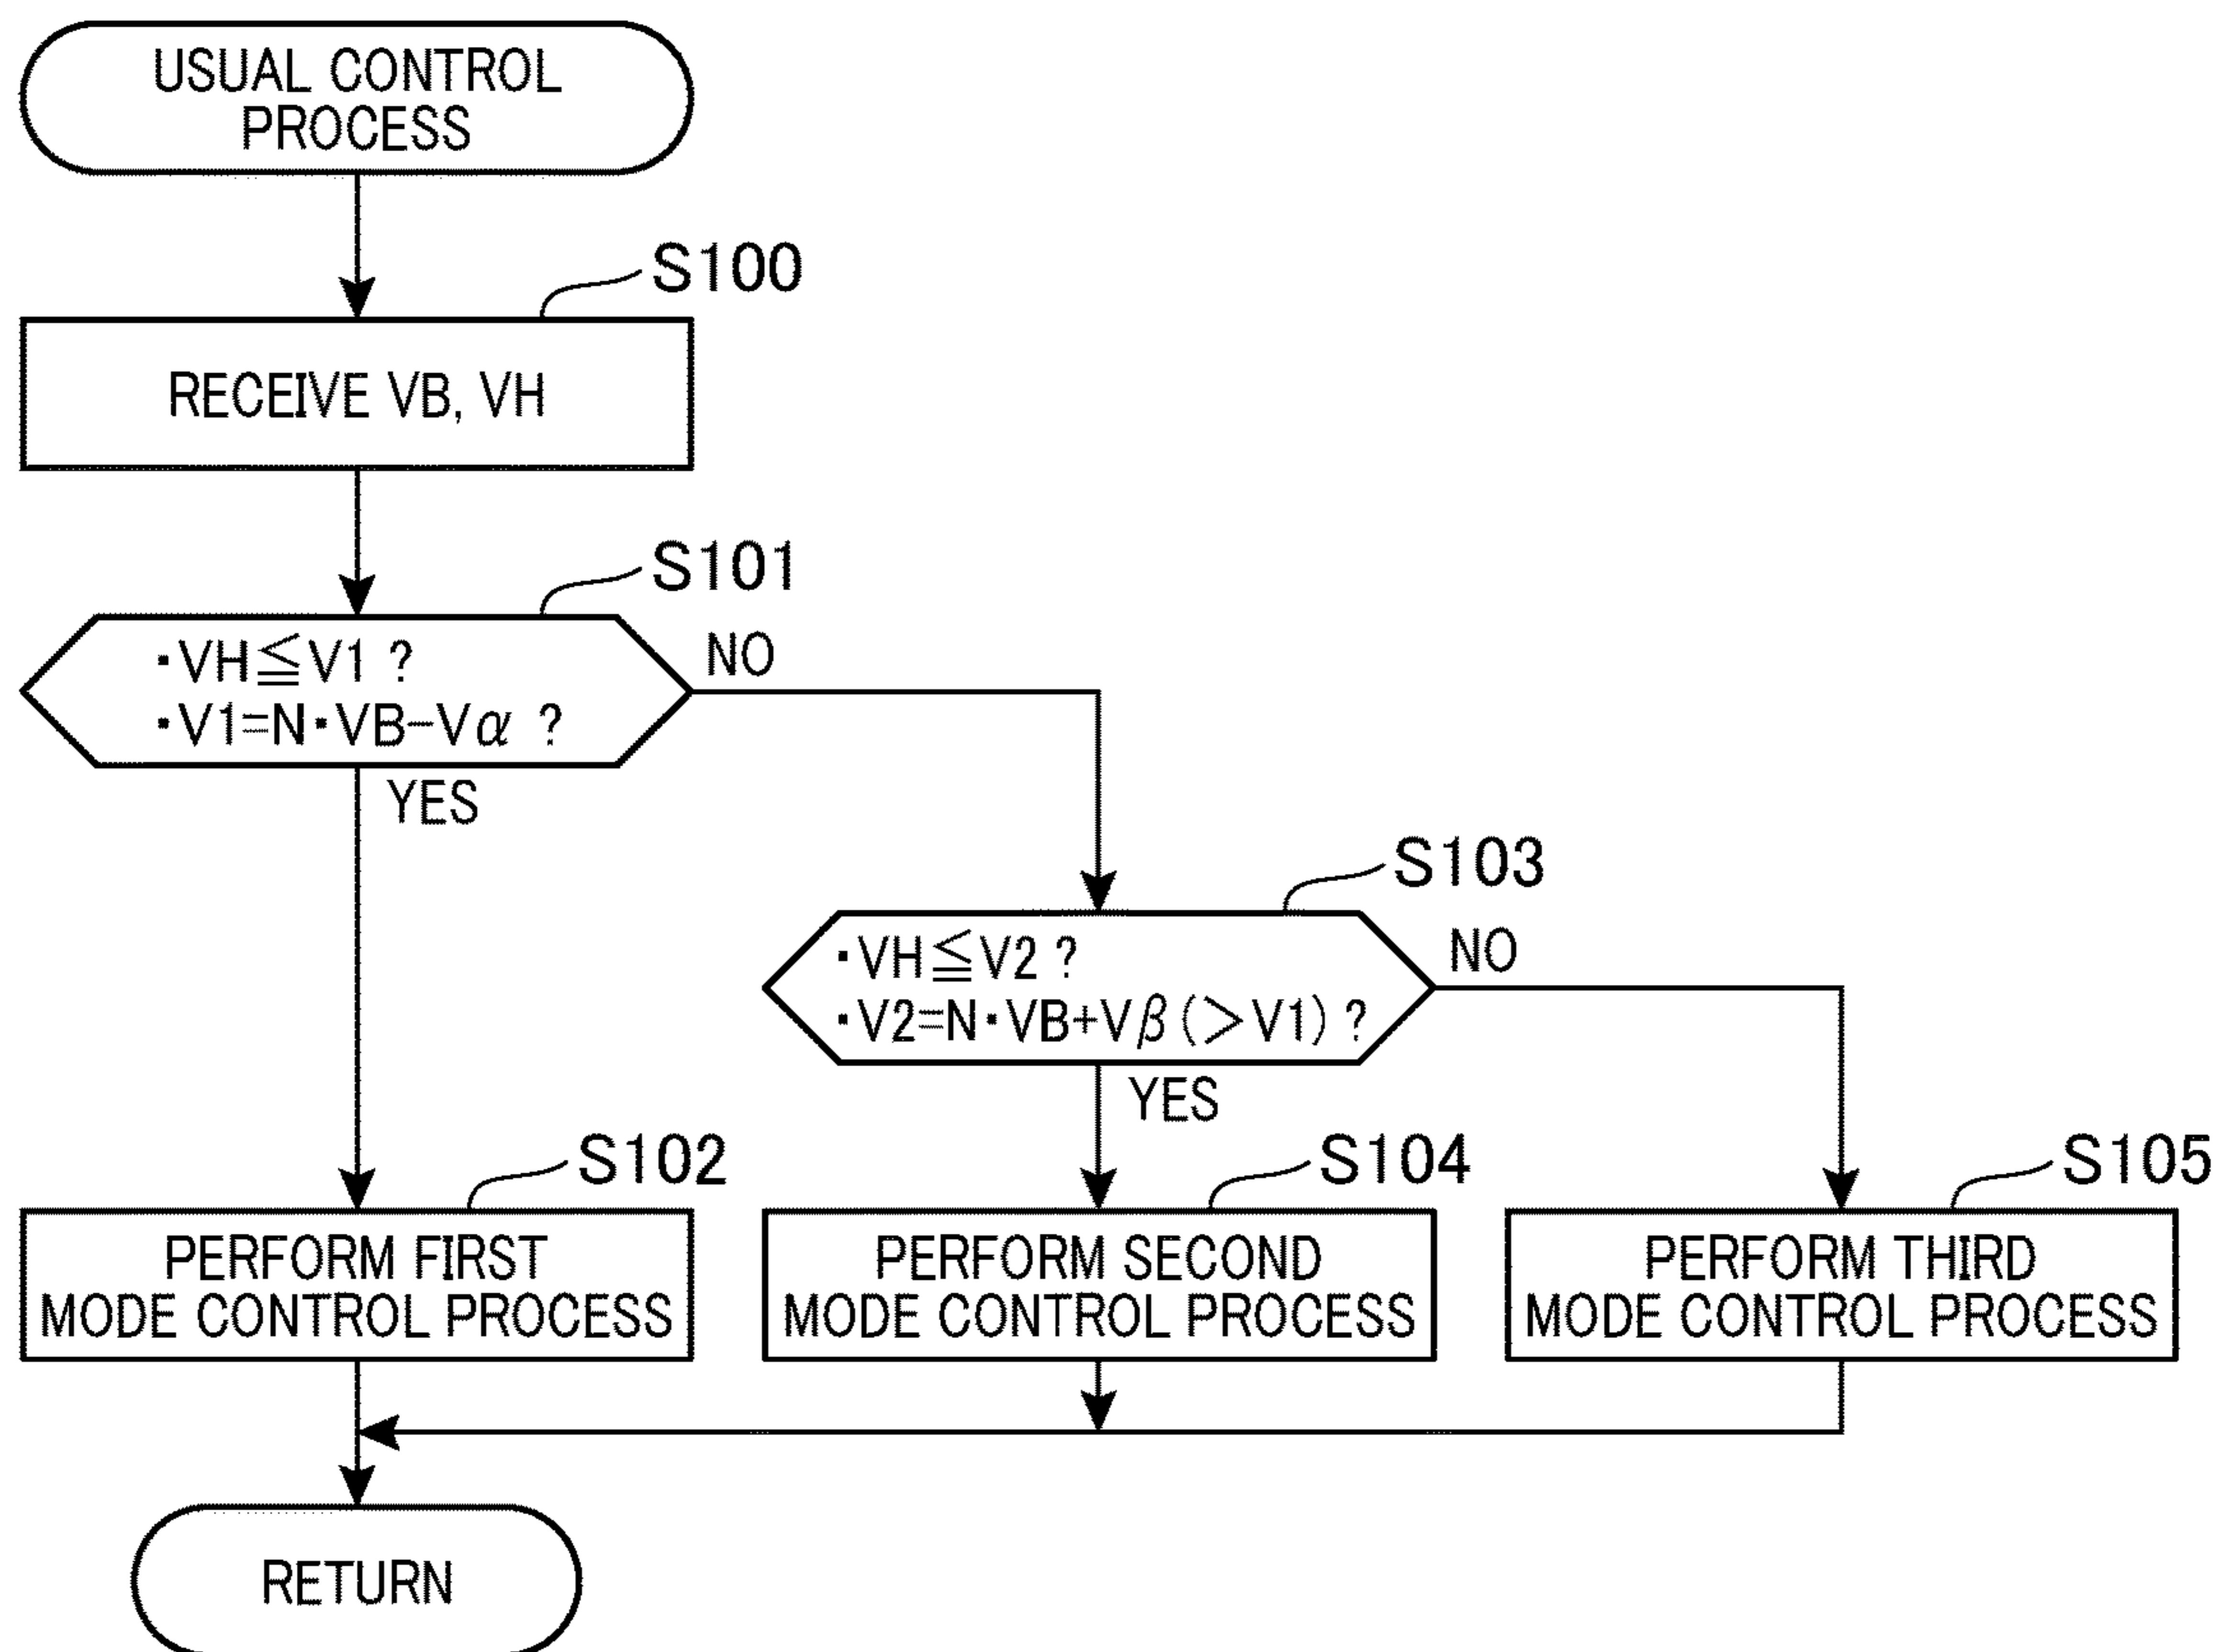 USUAL CONTROL
PROCESS
S100
RECEIVE VB, VH
S101
・VH≦V1 ?
・V1=N・VB−Vα ?
NO
YES
S103
・VH≦V2 ?
・V2=N・VB+Vβ(>V1) ?
NO
YES
S102
PERFORM FIRST
MODE CONTROL PROCESS
S104
PERFORM SECOND
MODE CONTROL PROCESS
S105
PERFORM THIRD
MODE CONTROL PROCESS
RETURN